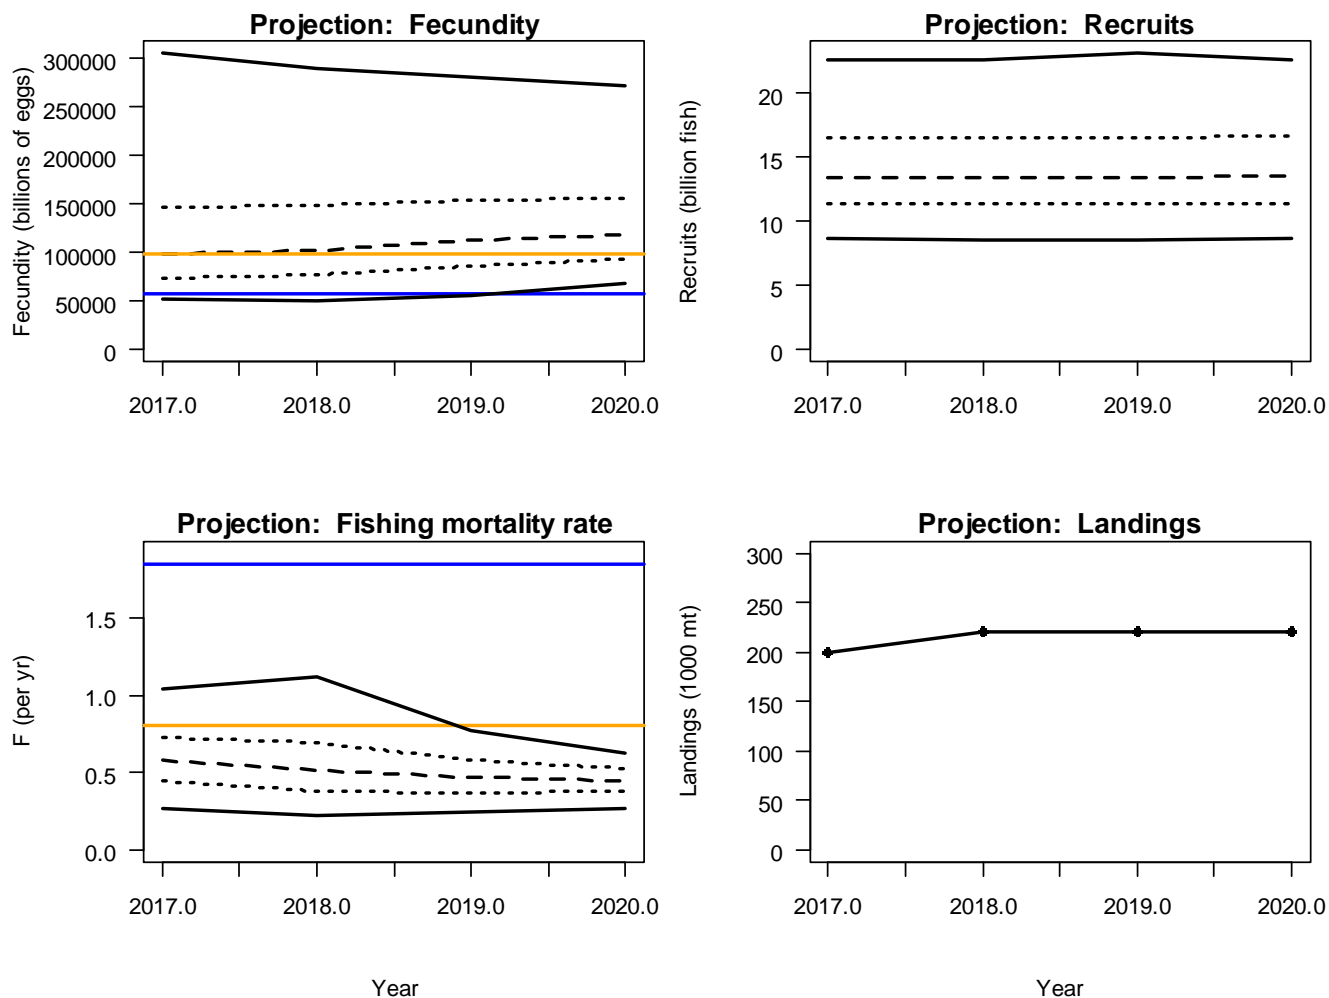 Projection: Fecundity
Fecundity (billions of eggs)
300000
250000
200000
150000
100000
50000
0
2017.0 2018.0 2019.0 2020.0
Projection: Recruits
Recruits (billion fish)
20
15
10
5
0
2017.0 2018.0 2019.0 2020.0
Projection: Fishing mortality rate
F (per yr)
1.5
1.0
0.5
0.0
2017.0 2018.0 2019.0 2020.0
Year
Projection: Landings
Landings (1000 mt)
300
250
200
150
100
50
0
2017.0 2018.0 2019.0 2020.0
Year